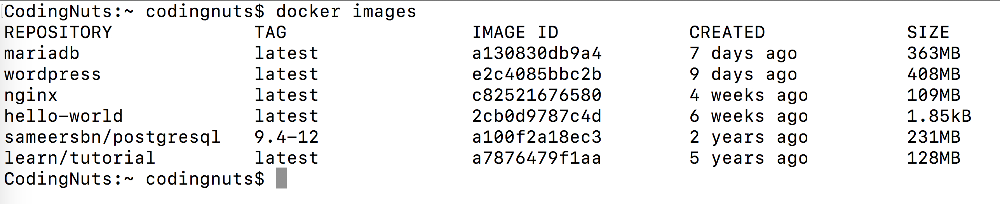 CodingNuts:~ codingnuts$ docker images
REPOSITORY TAG IMAGE ID CREATED SIZE
mariadb latest a130830db9a4 7 days ago 363MB
wordpress latest e2c4085bbc2b 9 days ago 408MB
nginx latest c82521676580 4 weeks ago 109MB
hello-world latest 2cb0d9787c4d 6 weeks ago 1.85kB
sameersbn/postgresql 9.4-12 a100f2a18ec3 2 years ago 231MB
learn/tutorial latest a7876479f1aa 5 years ago 128MB
CodingNuts:~ codingnuts$